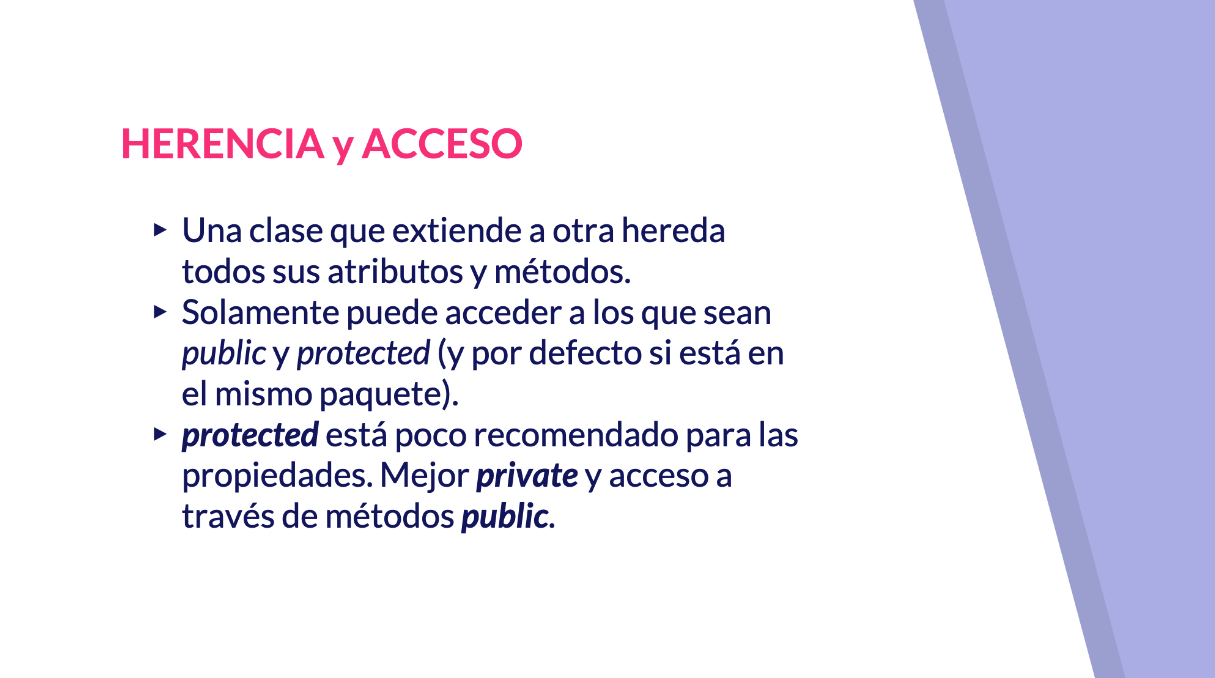 HERENCIA y ACCESO
▸ Una clase que extiende a otra hereda
todos sus atributos y métodos.
▸ Solamente puede acceder a los que sean
public y protected (y por defecto si está en
el mismo paquete).
▸ protected está poco recomendado para las
propiedades. Mejor private y acceso a
través de métodos public.